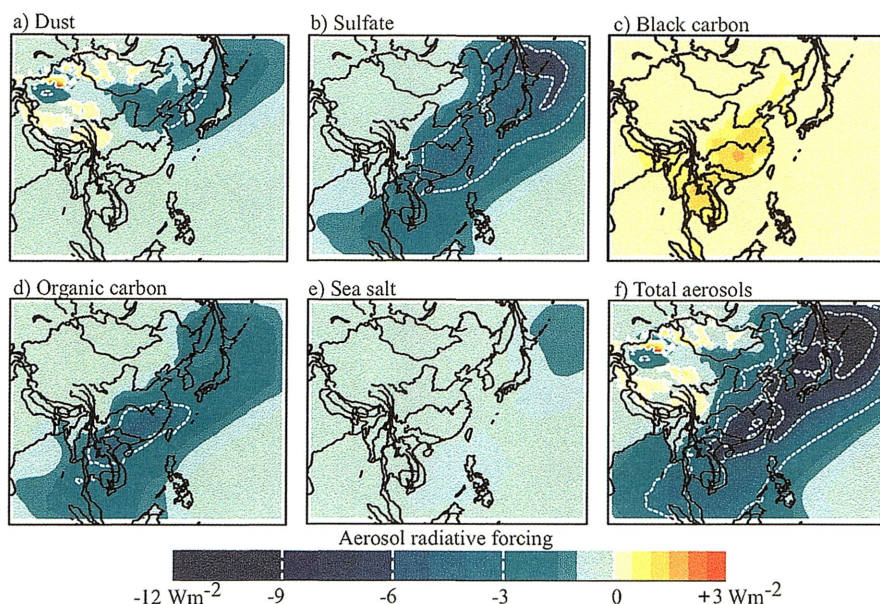 a) Dust
b) Sulfate
c) Black carbon
d) Organic carbon
e) Sea salt
f) Total aerosols
Aerosol radiative forcing
-12 Wm-2 -9 -6 -3 0 +3 Wm-2